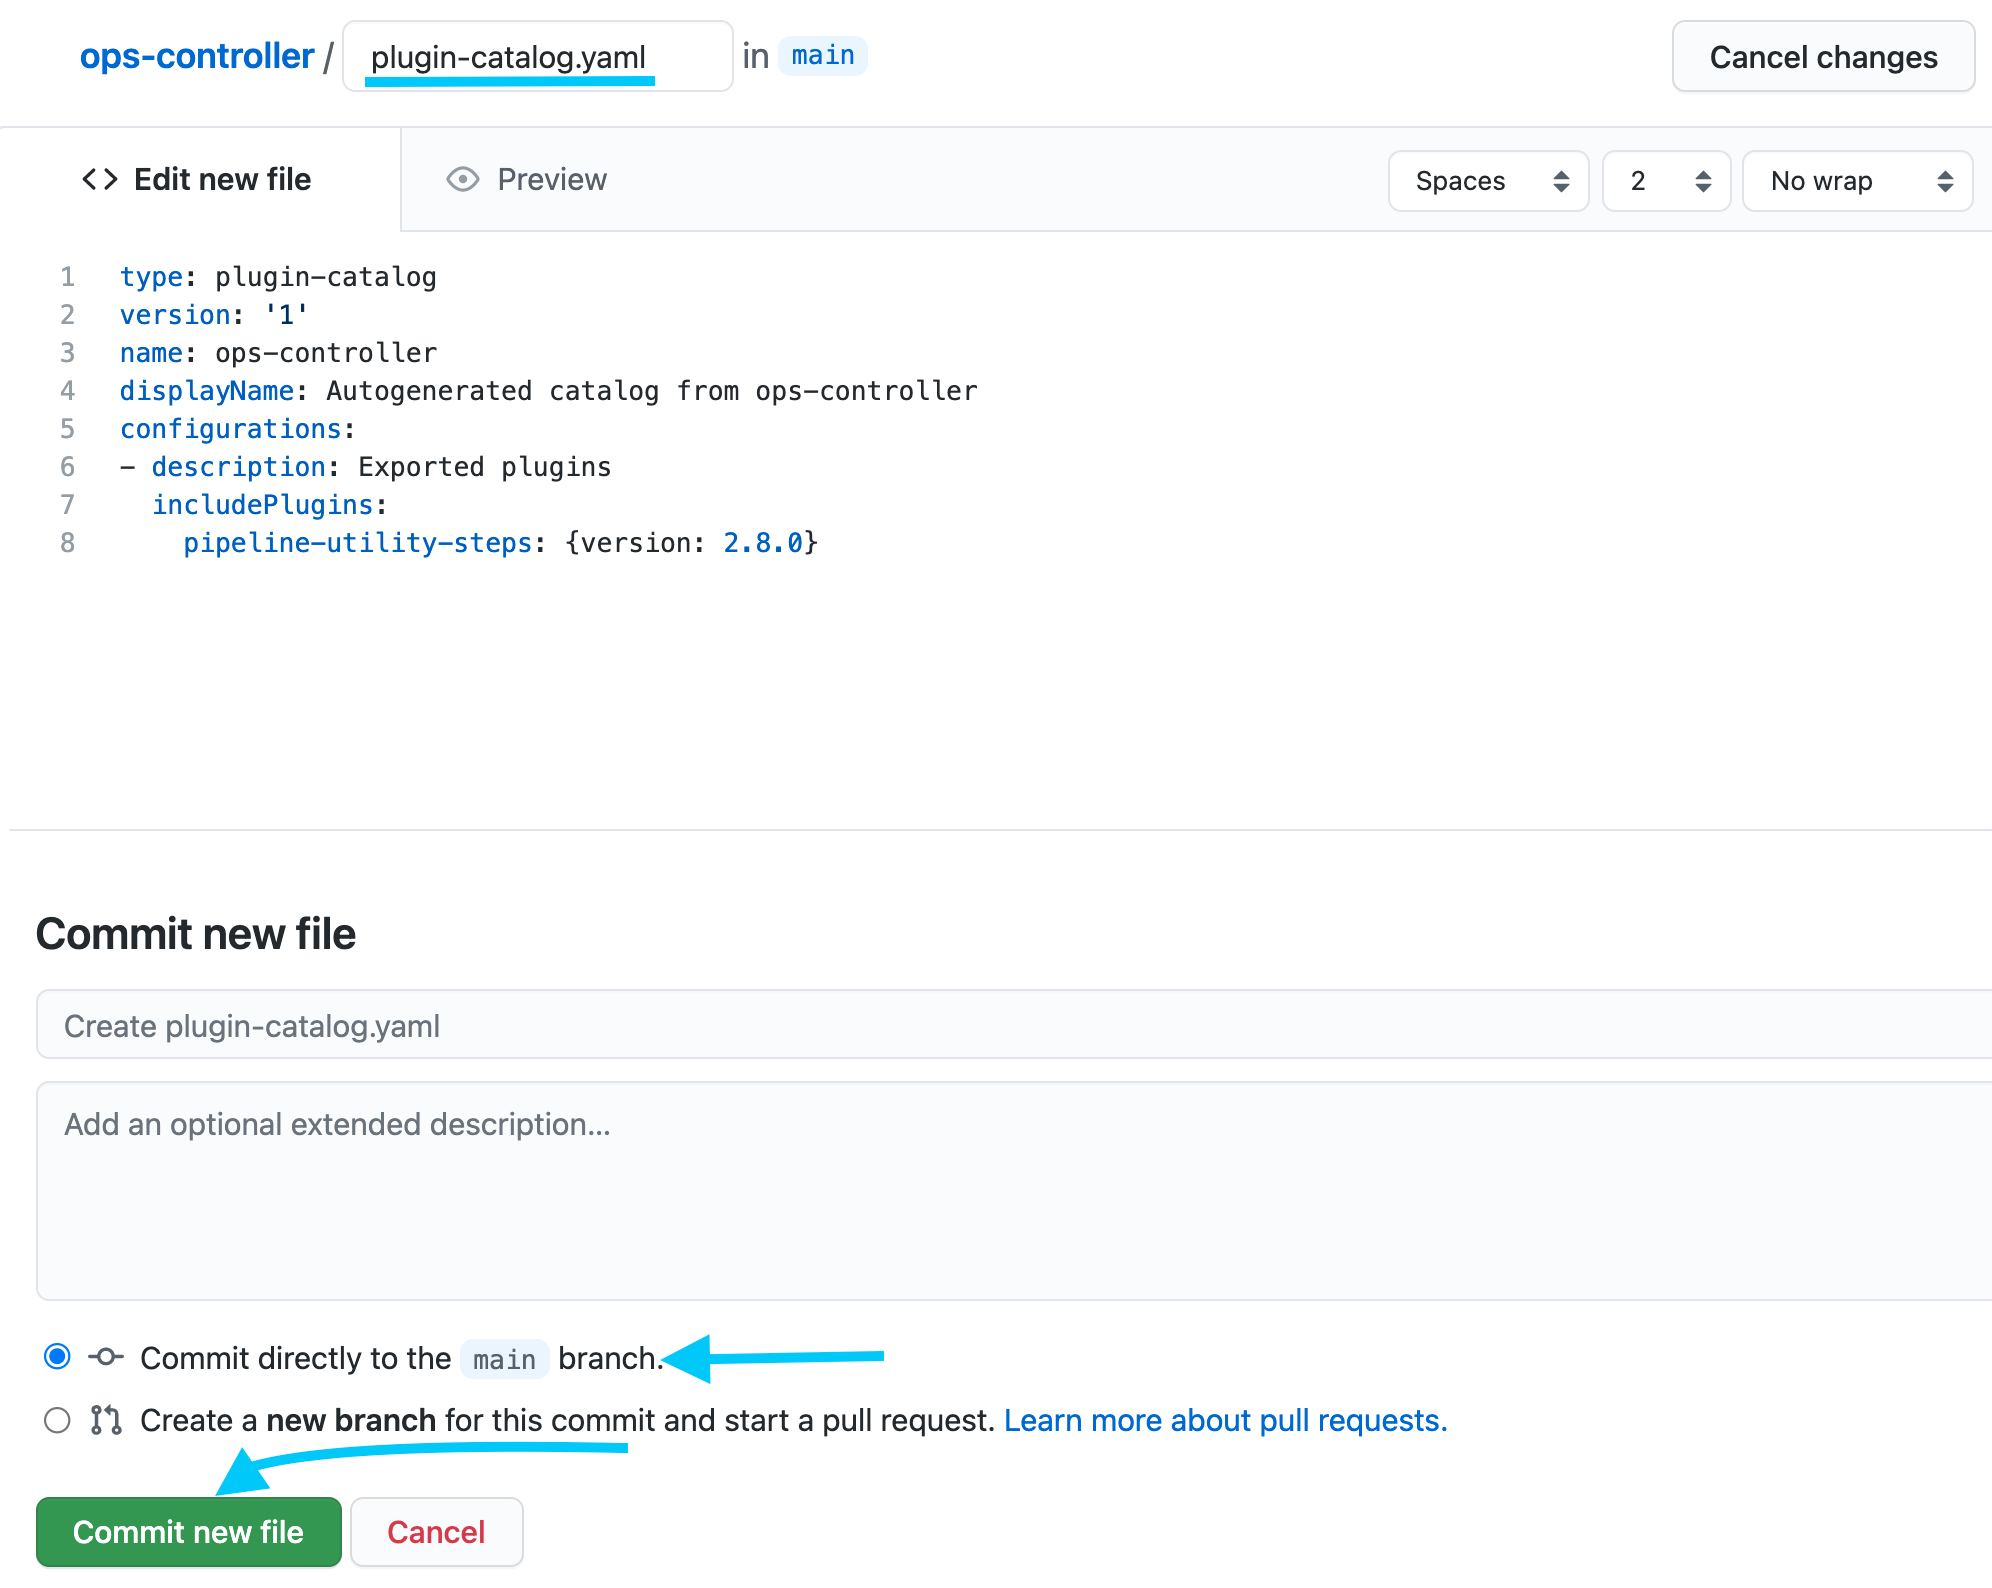 ops-controller / plugin-catalog.yaml in main Cancel changes
<> Edit new file Preview Spaces 2 No wrap
1 type: plugin-catalog
2 version: '1'
3 name: ops-controller
4 displayName: Autogenerated catalog from ops-controller
5 configurations:
6 - description: Exported plugins
7   includePlugins:
8     pipeline-utility-steps: {version: 2.8.0}
Commit new file
Create plugin-catalog.yaml
Add an optional extended description...
Commit directly to the main branch.
Create a new branch for this commit and start a pull request. Learn more about pull requests.
Commit new file Cancel